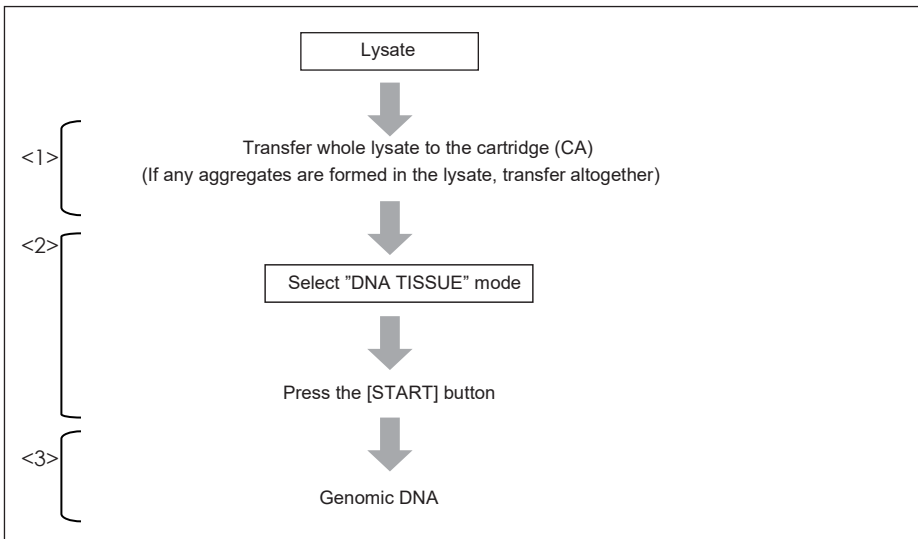 Lysate
<1>
Transfer whole lysate to the cartridge (CA)
(If any aggregates are formed in the lysate, transfer altogether)
<2>
Select ”DNA TISSUE” mode
Press the [START] button
<3>
Genomic DNA